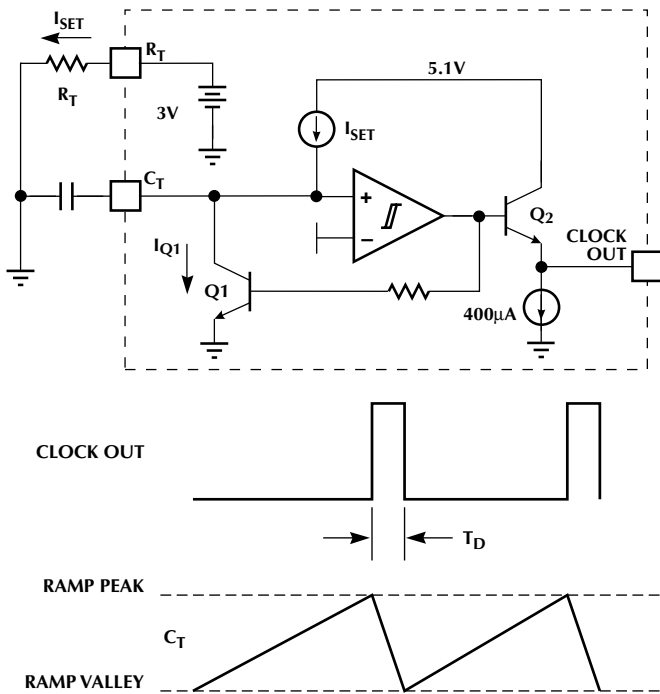 I_SET
R_T
R_T
3V
5.1V
I_SET
C_T
+
−
Q2
CLOCK
OUT
I_Q1
Q1
400μA
CLOCK OUT
T_D
RAMP PEAK
C_T
RAMP VALLEY